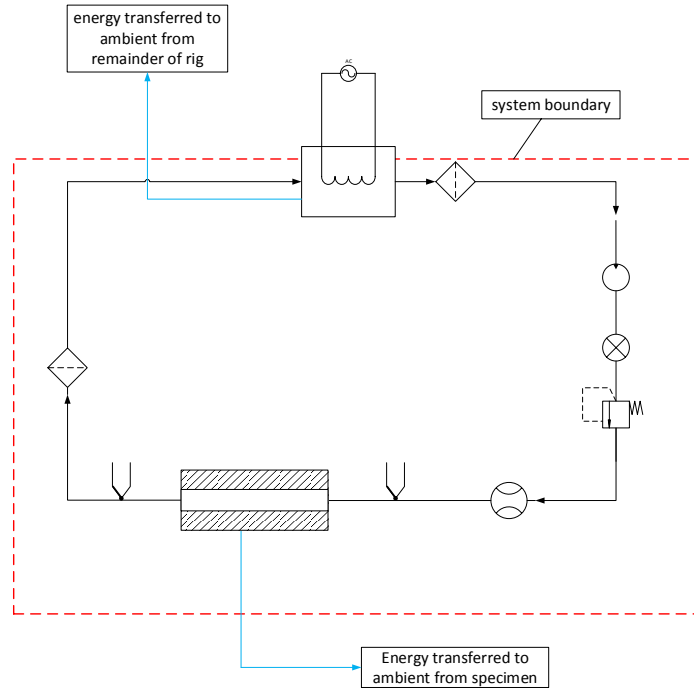 energy transferred to
ambient from
remainder of rig
AC
system boundary
Energy transferred to
ambient from specimen